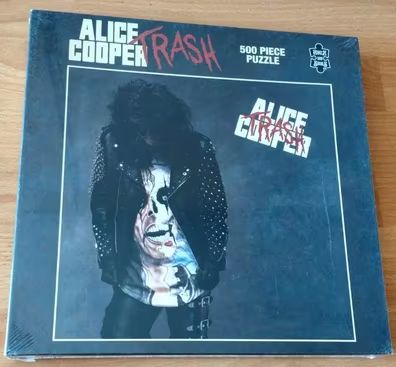 ALICE
COOPER
TRASH
500 PIECE
PUZZLE
ALICE
COOPER
TRASH